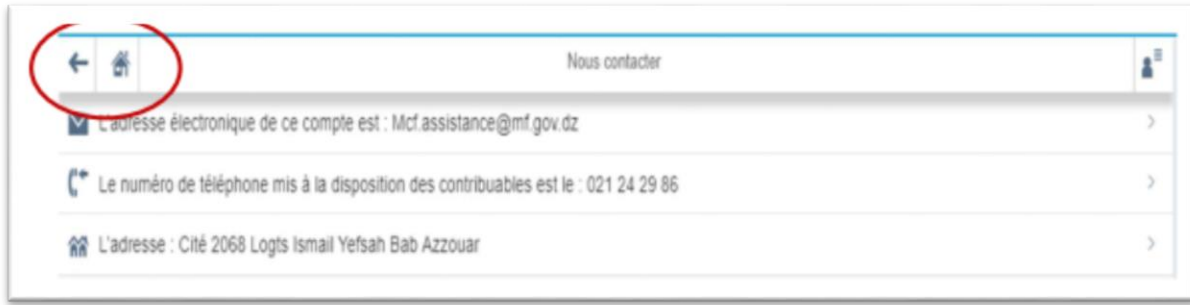 Nous contacter
L'adresse électronique de ce compte est : Mcf.assistance@mf.gov.dz
Le numéro de téléphone mis à la disposition des contribuables est le : 021 24 29 86
L'adresse : Cité 2068 Logts Ismail Yefsah Bab Azzouar